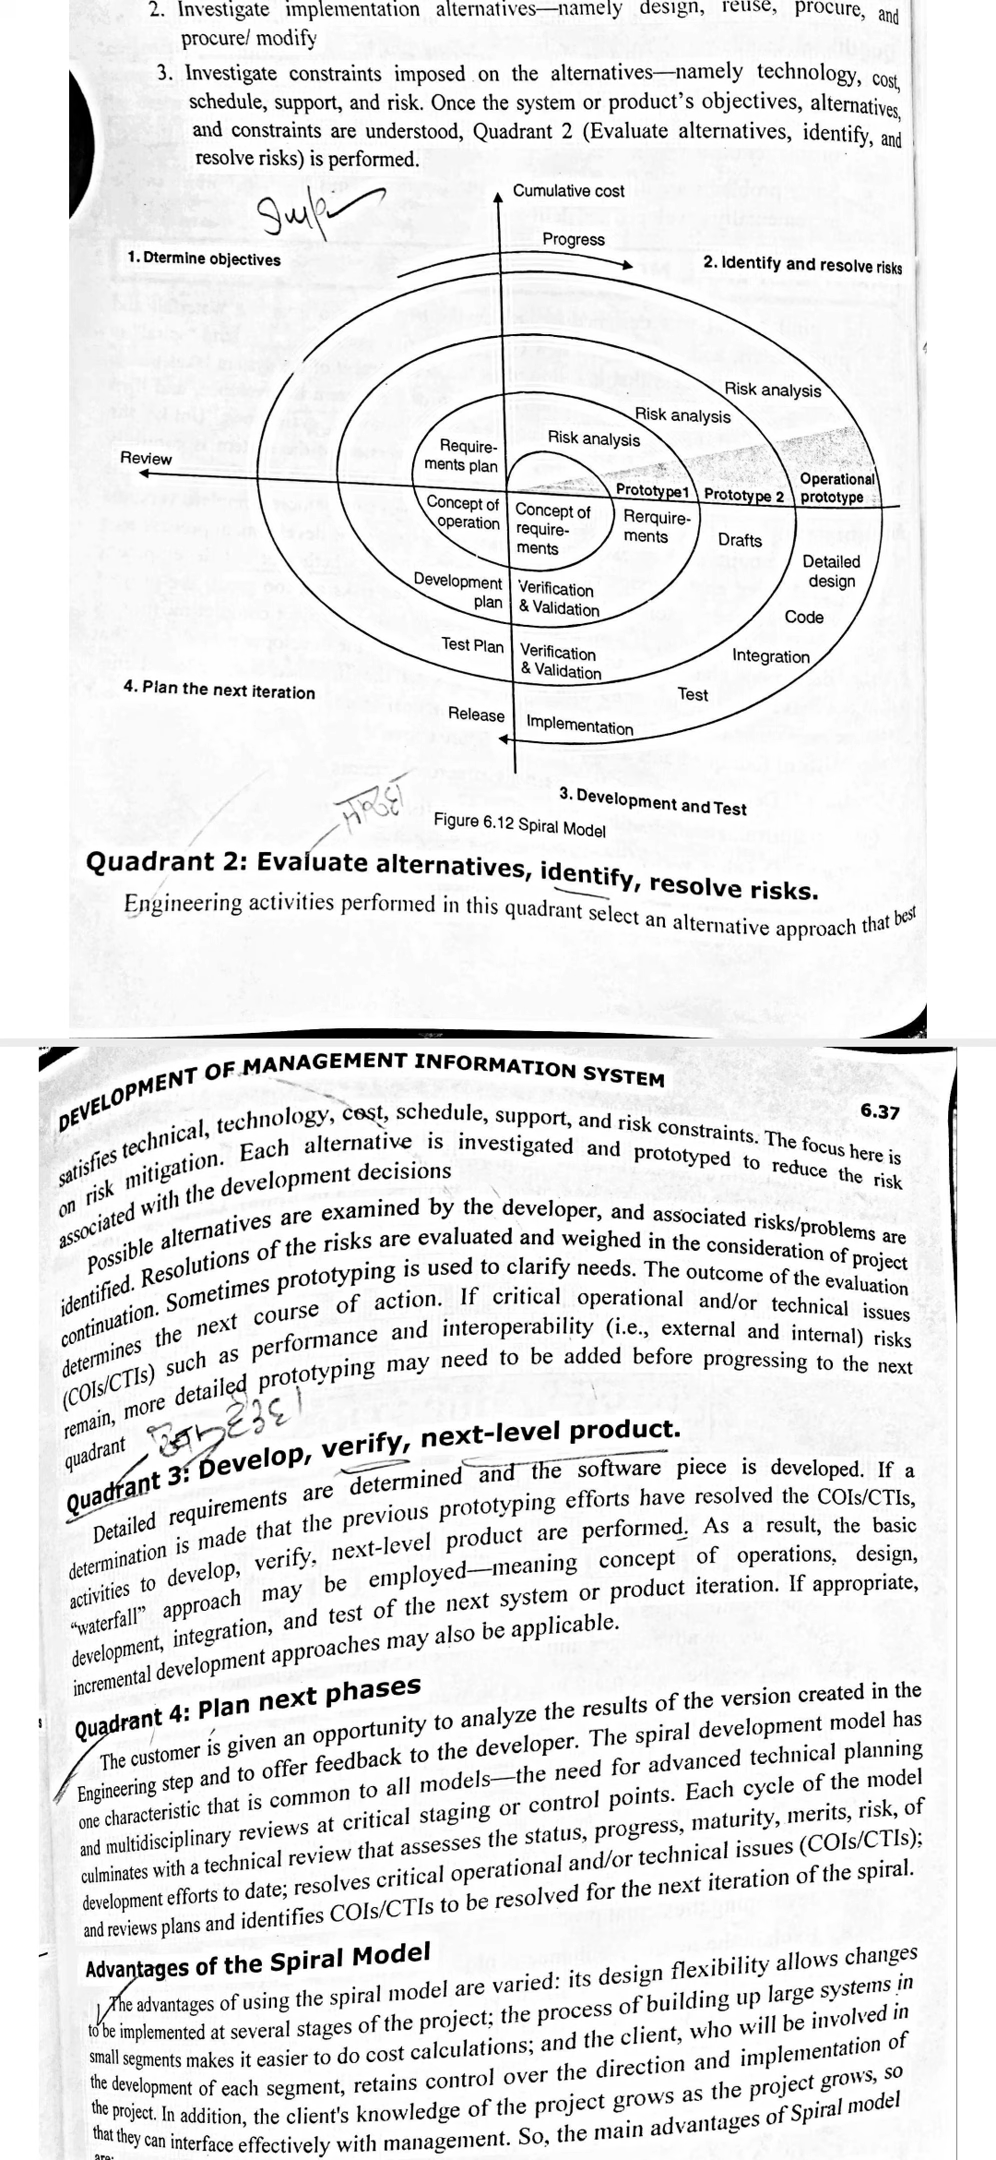 2. Investigate implementation alternatives—namely design, reuse, procure, and
procure/ modify
3. Investigate constraints imposed on the alternatives—namely technology, cost,
schedule, support, and risk. Once the system or product's objectives, alternatives,
and constraints are understood, Quadrant 2 (Evaluate alternatives, identify, and
resolve risks) is performed.
Cumulative cost
Progress
1. Dtermine objectives
2. Identify and resolve risks
Risk analysis
Risk analysis
Risk analysis
Require-
ments plan
Review
Operational
prototype
Prototype1
Prototype 2
Concept of
operation
Concept of
require-
ments
Rerquire-
ments
Drafts
Detailed
design
Development
plan
Verification
& Validation
Code
Test Plan
Verification
& Validation
Integration
4. Plan the next iteration
Test
Release
Implementation
3. Development and Test
Figure 6.12 Spiral Model
Quadrant 2: Evaluate alternatives, identify, resolve risks.
Engineering activities performed in this quadrant select an alternative approach that best
DEVELOPMENT OF MANAGEMENT INFORMATION SYSTEM
6.37
satisfies technical, technology, cost, schedule, support, and risk constraints. The focus here is
on risk mitigation. Each alternative is investigated and prototyped to reduce the risk
associated with the development decisions
Possible alternatives are examined by the developer, and associated risks/problems are
identified. Resolutions of the risks are evaluated and weighed in the consideration of project
continuation. Sometimes prototyping is used to clarify needs. The outcome of the evaluation
determines the next course of action. If critical operational and/or technical issues
(COIs/CTIs) such as performance and interoperability (i.e., external and internal) risks
remain, more detailed prototyping may need to be added before progressing to the next
quadrant
Quadrant 3: Develop, verify, next-level product.
Detailed requirements are determined and the software piece is developed. If a
determination is made that the previous prototyping efforts have resolved the COIs/CTIs,
activities to develop, verify, next-level product are performed. As a result, the basic
"waterfall" approach may be employed—meaning concept of operations, design,
development, integration, and test of the next system or product iteration. If appropriate,
incremental development approaches may also be applicable.
Quadrant 4: Plan next phases
The customer is given an opportunity to analyze the results of the version created in the
Engineering step and to offer feedback to the developer. The spiral development model has
one characteristic that is common to all models—the need for advanced technical planning
and multidisciplinary reviews at critical staging or control points. Each cycle of the model
culminates with a technical review that assesses the status, progress, maturity, merits, risk, of
development efforts to date; resolves critical operational and/or technical issues (COIs/CTIs);
and reviews plans and identifies COIs/CTIs to be resolved for the next iteration of the spiral.
Advantages of the Spiral Model
The advantages of using the spiral model are varied: its design flexibility allows changes
to be implemented at several stages of the project; the process of building up large systems in
small segments makes it easier to do cost calculations; and the client, who will be involved in
the development of each segment, retains control over the direction and implementation of
the project. In addition, the client's knowledge of the project grows as the project grows, so
that they can interface effectively with management. So, the main advantages of Spiral model
are: